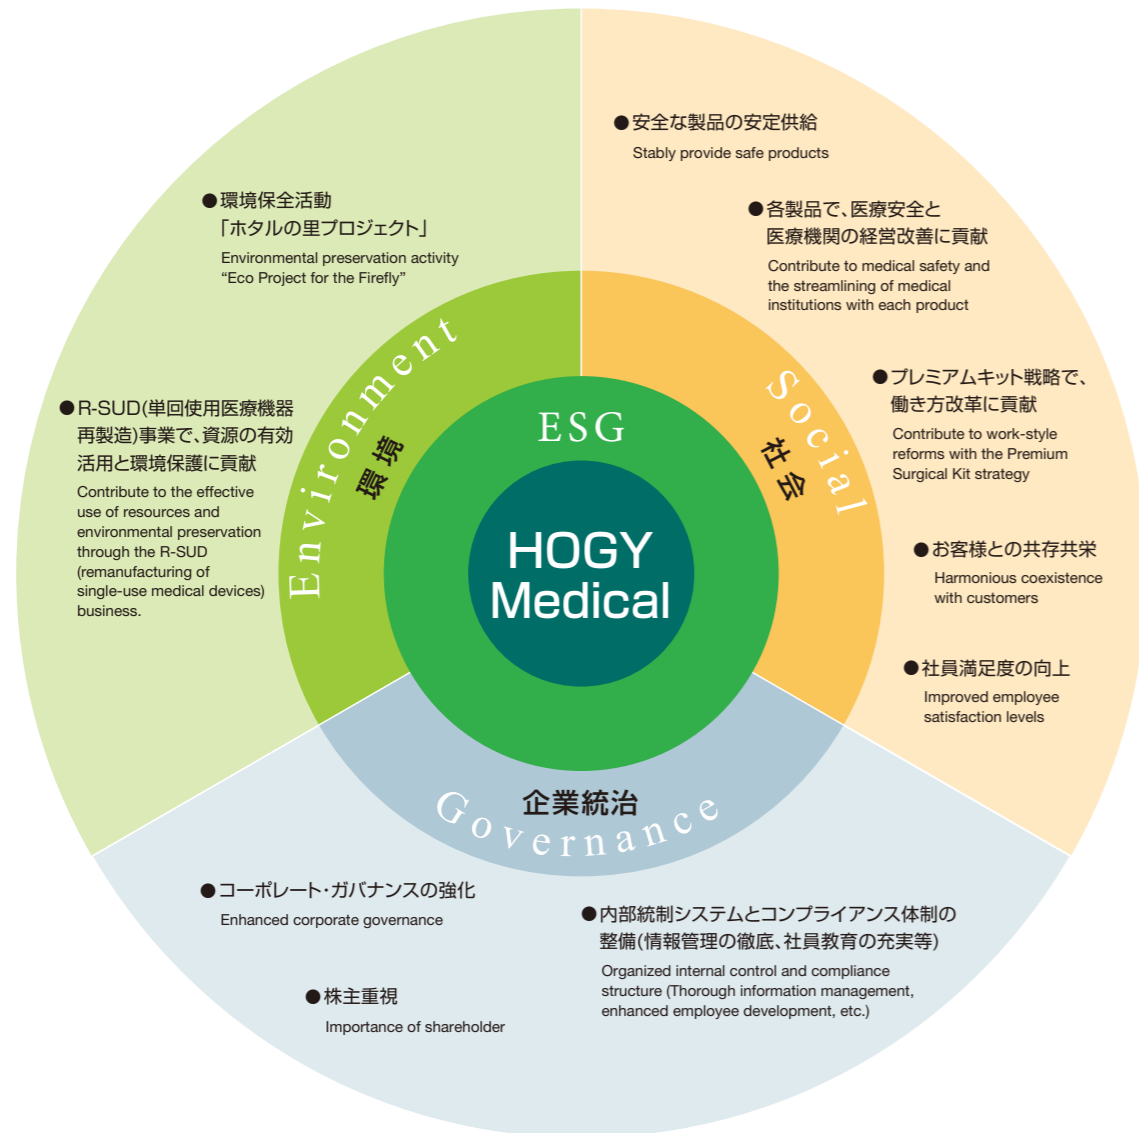 HOGY
Medical
ESG
Environment
環境
●環境保全活動
「ホタルの里プロジェクト」
Environmental preservation activity
“Eco Project for the Firefly”
●R-SUD(単回使用医療機器
再製造)事業で、資源の有効
活用と環境保護に貢献
Contribute to the effective
use of resources and
environmental preservation
through the R-SUD
(remanufacturing of
single-use medical devices)
business.
Social
社会
●安全な製品の安定供給
Stably provide safe products
●各製品で、医療安全と
医療機関の経営改善に貢献
Contribute to medical safety and
the streamlining of medical
institutions with each product
●プレミアムキット戦略で、
働き方改革に貢献
Contribute to work-style
reforms with the Premium
Surgical Kit strategy
●お客様との共存共栄
Harmonious coexistence
with customers
●社員満足度の向上
Improved employee
satisfaction levels
企業統治
Governance
●コーポレート・ガバナンスの強化
Enhanced corporate governance
●株主重視
Importance of shareholder
●内部統制システムとコンプライアンス体制の
整備(情報管理の徹底、社員教育の充実等)
Organized internal control and compliance
structure (Thorough information management,
enhanced employee development, etc.)